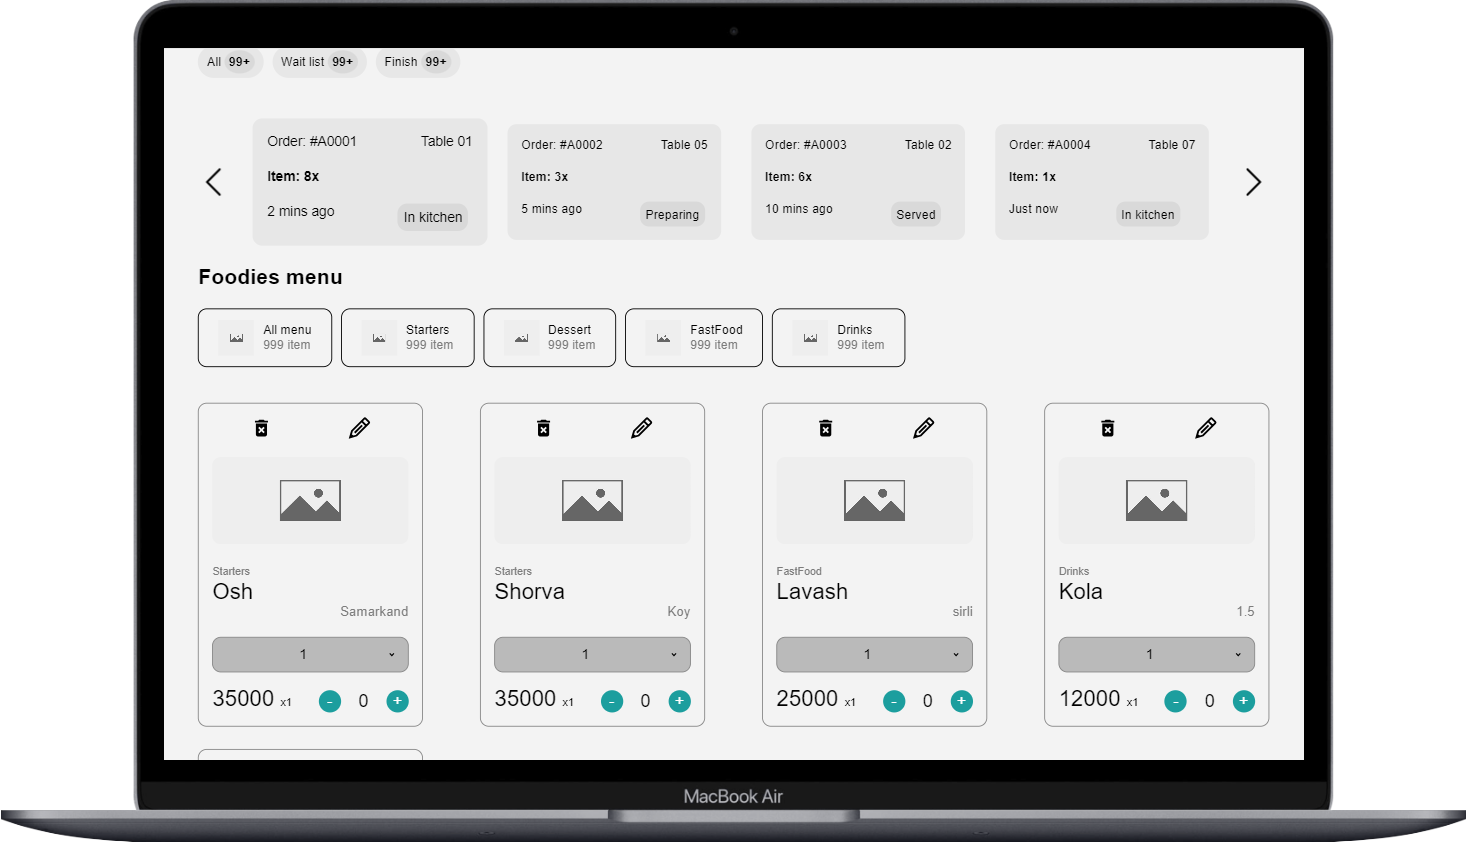 All 99+ Wait list 99+ Finish 99+
Order: #A0001 Table 01
Item: 8x
2 mins ago In kitchen
Order: #A0002 Table 05
Item: 3x
5 mins ago Preparing
Order: #A0003 Table 02
Item: 6x
10 mins ago Served
Order: #A0004 Table 07
Item: 1x
Just now In kitchen
Foodies menu
All menu
999 item
Starters
999 item
Dessert
999 item
FastFood
999 item
Drinks
999 item
Starters
Osh
Samarkand
1
35000 x1 - 0 +
Starters
Shorva
Koy
1
35000 x1 - 0 +
FastFood
Lavash
sirli
1
25000 x1 - 0 +
Drinks
Kola
1.5
1
12000 x1 - 0 +
MacBook Air